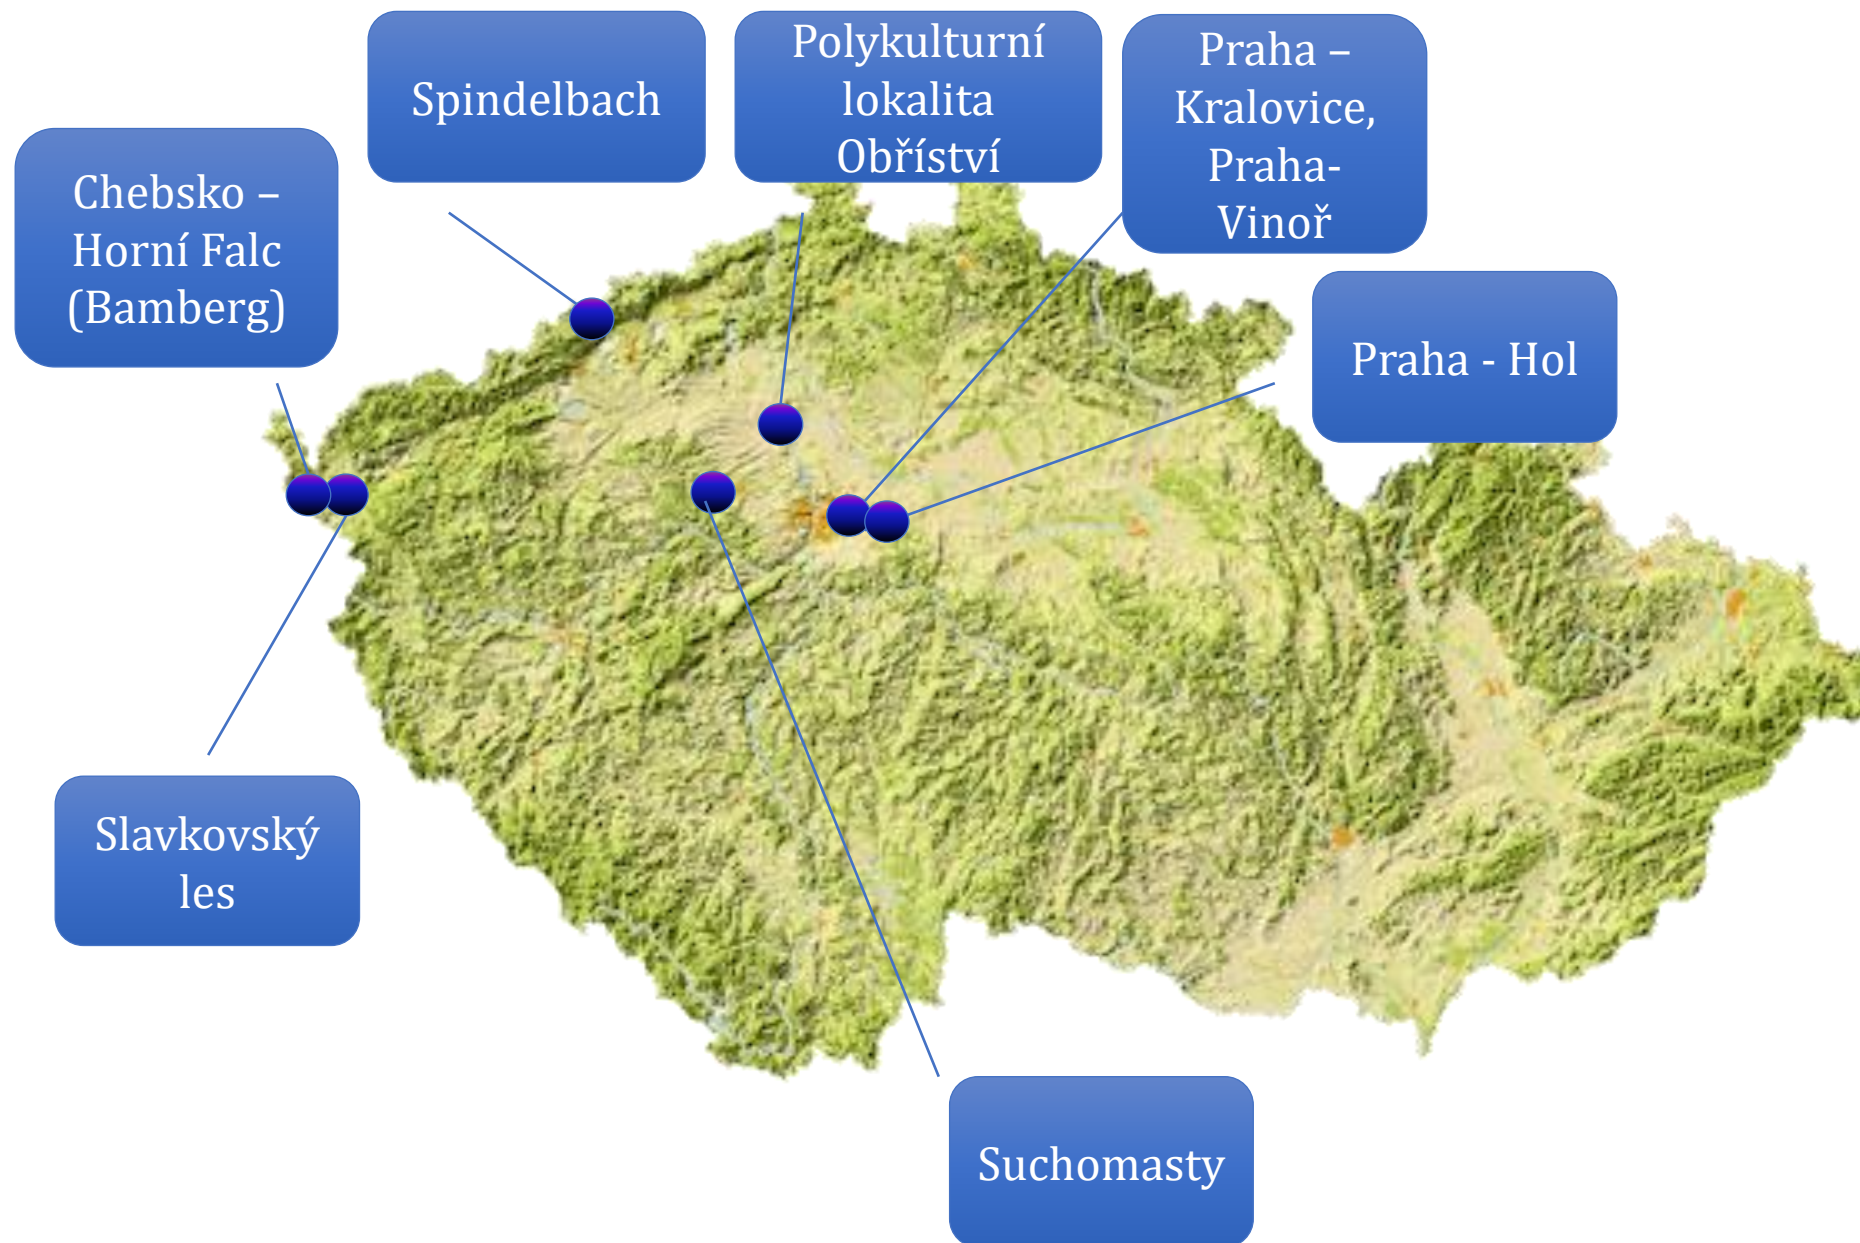 Spindelbach
Polykulturní
lokalita
Obříství
Praha –
Kralovice,
Praha-
Vinoř
Chebsko –
Horní Falc
(Bamberg)
Praha - Hol
Slavkovský
les
Suchomasty